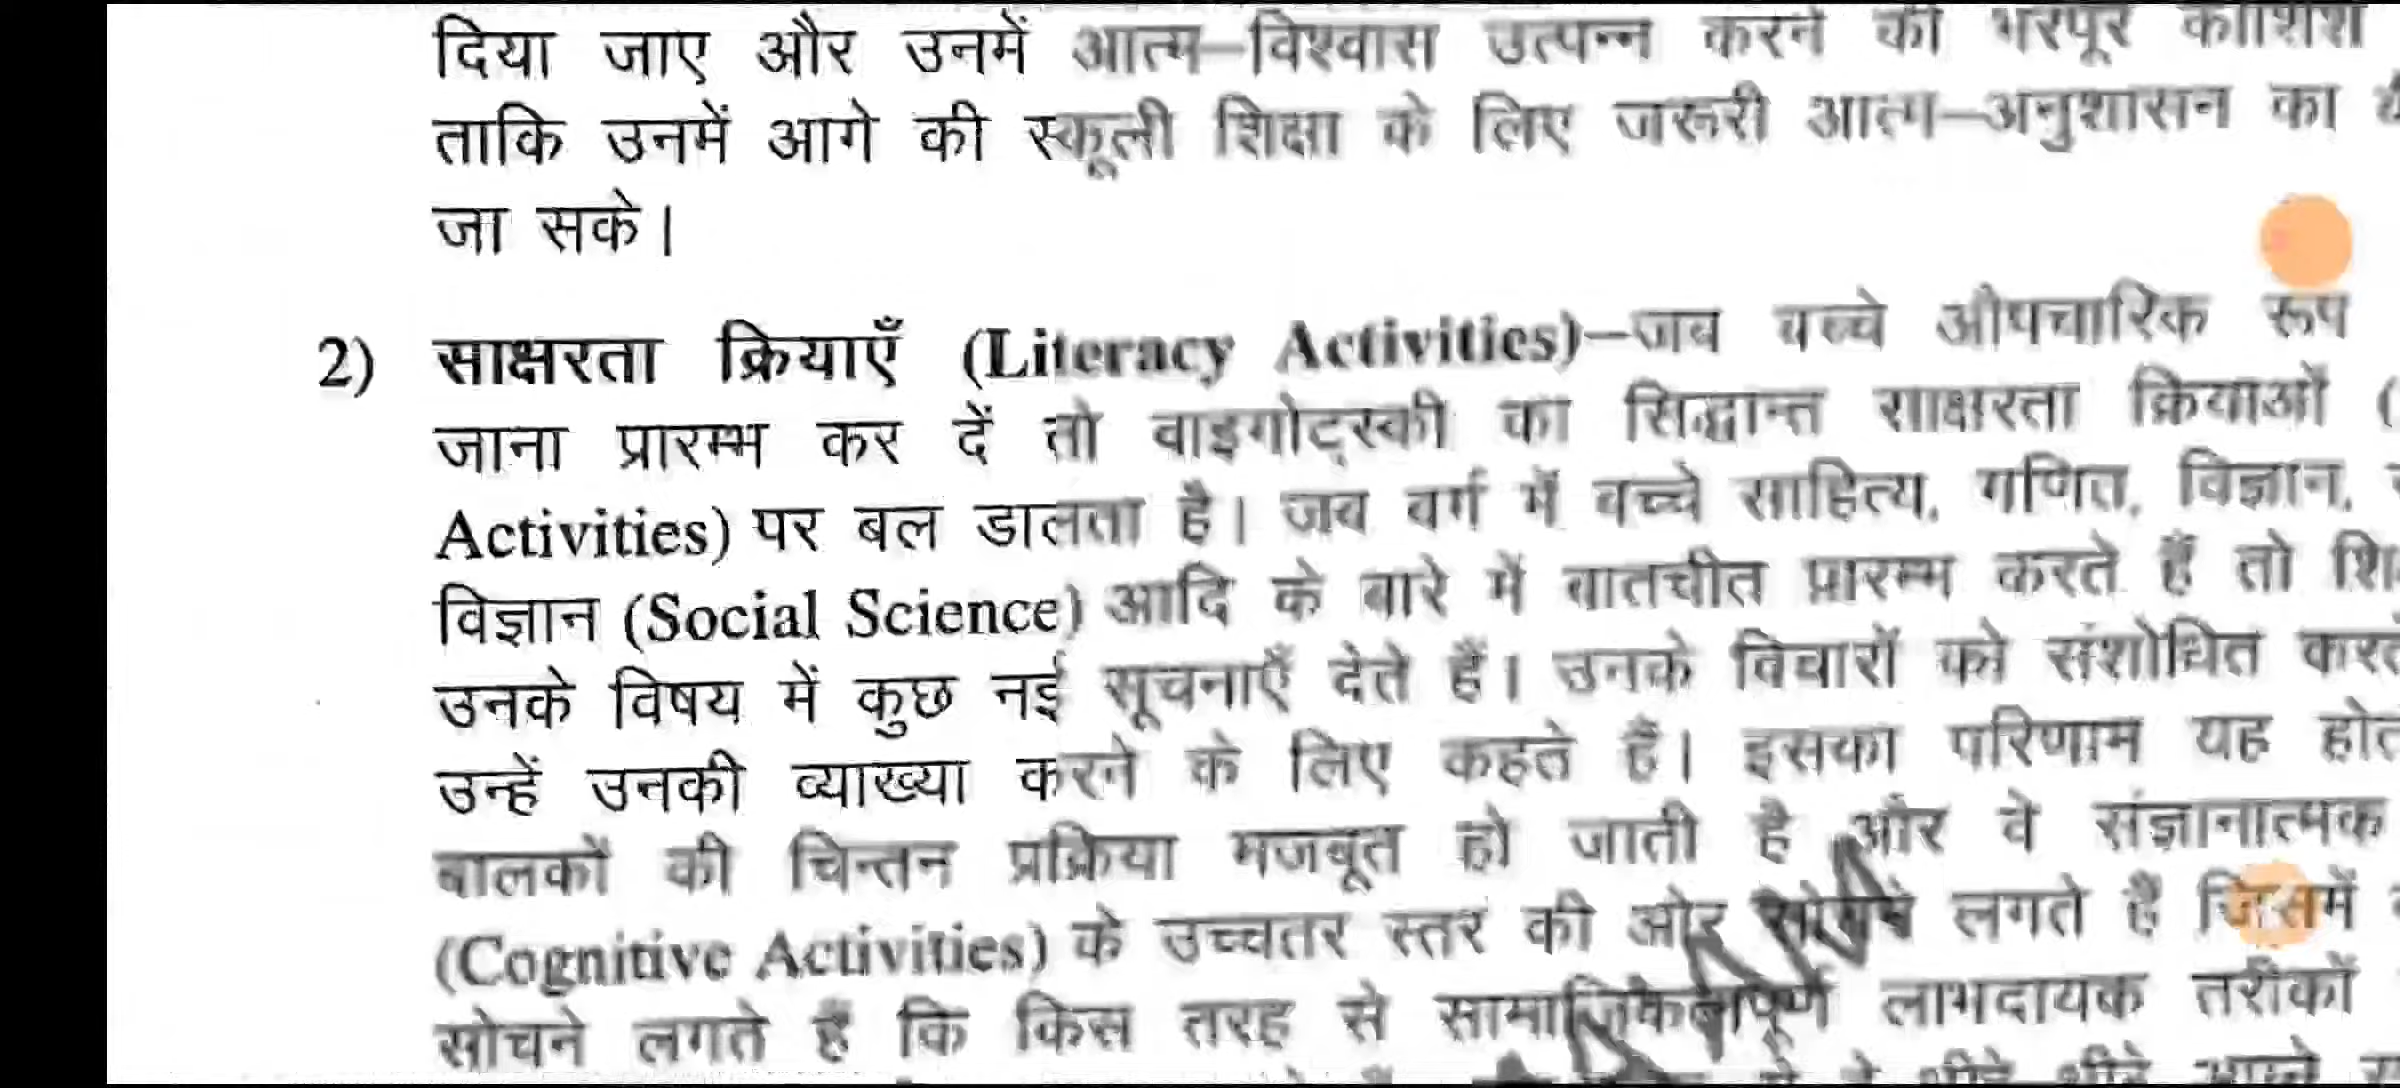 दिया जाए और उनमें आत्म–विश्वास उत्पन्न करने की भरपूर कोशिश
ताकि उनमें आगे की स्कूली शिक्षा के लिए जरूरी आत्म–अनुशासन का
जा सके।
2) साक्षरता क्रियाएँ (Literacy Activities)–जब बच्चे औपचारिक रूप
जाना प्रारम्भ कर दें तो वाइगोट्स्की का सिद्धान्त साक्षरता क्रियाओं (
Activities) पर बल डालता है। जब वर्ग में बच्चे साहित्य, गणित, विज्ञान,
विज्ञान (Social Science) आदि के बारे में बातचीत प्रारम्भ करते हैं तो
उनके विषय में कुछ नई सूचनाएँ देते हैं। उनके विचारों को संशोधित
उन्हें उनकी व्याख्या करने के लिए कहते हैं। इसका परिणाम यह
बालकों की चिन्तन प्रक्रिया मजबूत हो जाती है और वे संज्ञानात्मक
(Cognitive Activities) के उच्चतर स्तर की ओर लगते हैं जिसमें
सोचने लगते हैं कि किस तरह से लाभदायक तरीकों